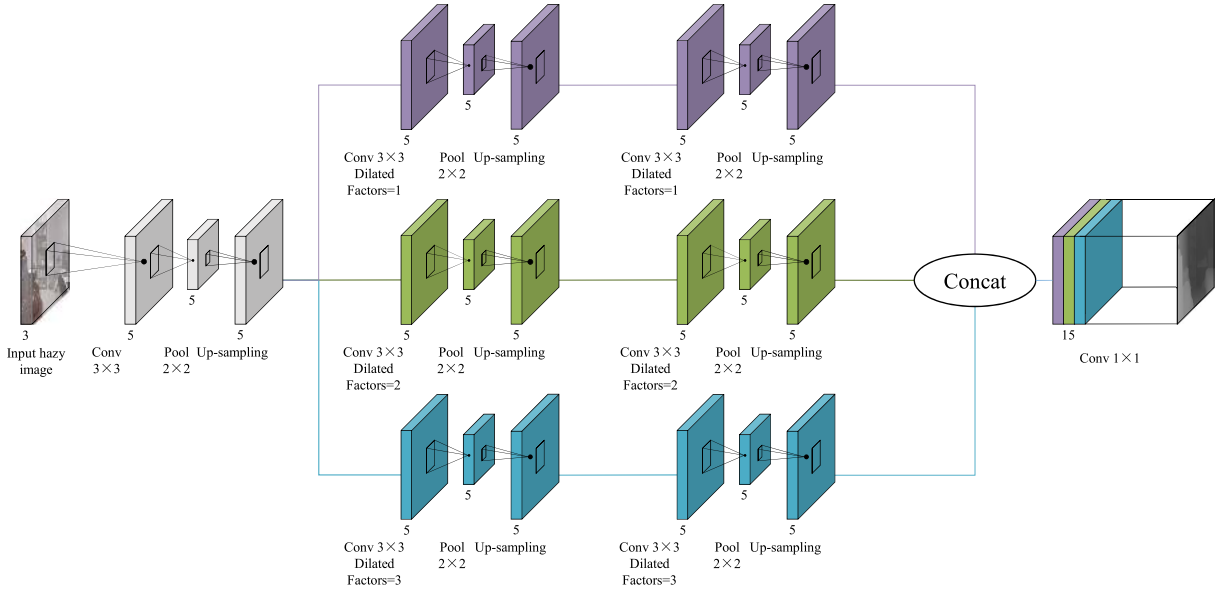 5
5
5
5
5
5
Conv 3×3
Dilated
Factors=1
Pool
2×2
Up-sampling
Conv 3×3
Dilated
Factors=1
Pool
2×2
Up-sampling
3
Input hazy
image
5
Conv
3×3
5
Pool
2×2
5
Up-sampling
5
5
5
Conv 3×3
Dilated
Factors=2
Pool
2×2
Up-sampling
5
5
5
Conv 3×3
Dilated
Factors=2
Pool
2×2
Up-sampling
Concat
15
Conv 1×1
5
5
5
Conv 3×3
Dilated
Factors=3
Pool
2×2
Up-sampling
5
5
5
Conv 3×3
Dilated
Factors=3
Pool
2×2
Up-sampling